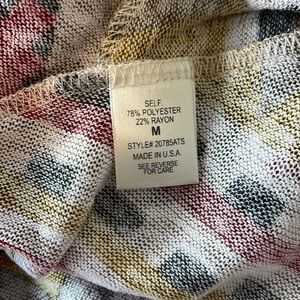 SELF:
78% POLYESTER
22% RAYON
M
STYLE# 20785ATS
MADE IN U.S.A.
SEE REVERSE
FOR CARE